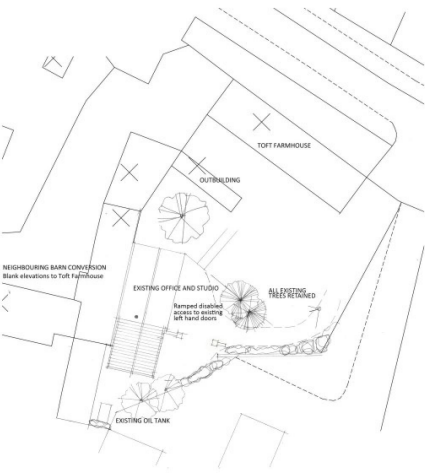 TOFT FARMHOUSE
OUTBUILDING
NEIGHBOURING BARN CONVERSION
Blank elevations to Toft Farmhouse
EXISTING OFFICE AND STUDIO
ALL EXISTING
TREES RETAINED
Ramped disabled
access to existing
left hand doors
EXISTING OIL TANK